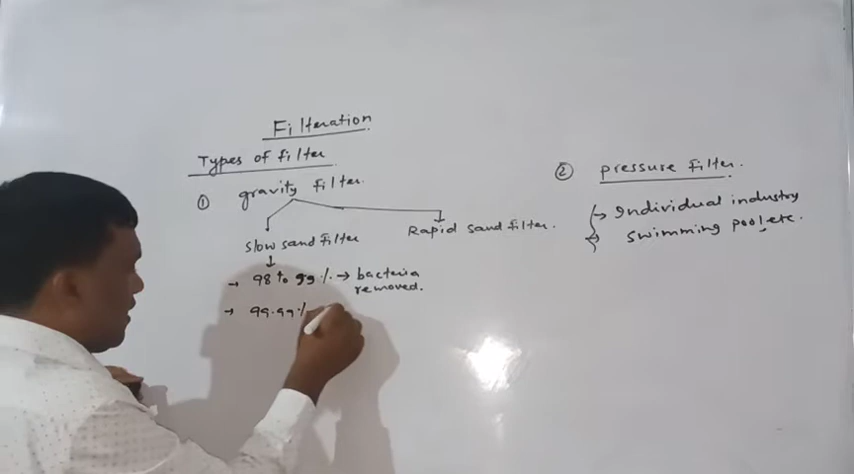 Filteration
Types of filter
① gravity filter.
Slow sand filter
Rapid sand filter.
→ 98 to 99 % → bacteria
removed.
→ 99.99 %
② pressure filter.
→ Individual industry
→ Swimming pool, etc.